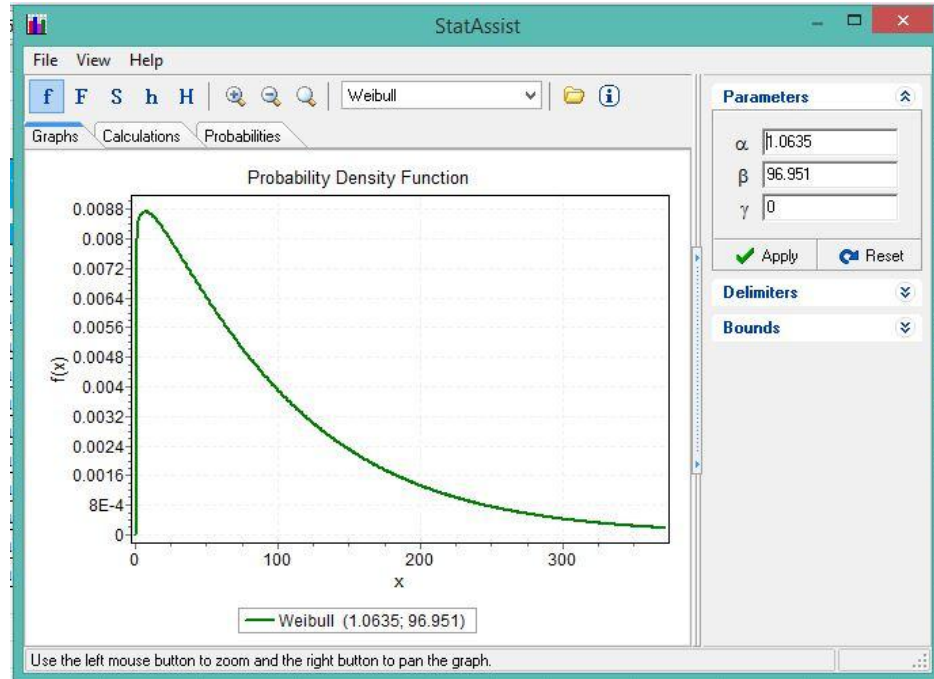 StatAssist
File View Help
f F S h H Weibull
Graphs Calculations Probabilities
Probability Density Function
0.0088
0.008
0.0072
0.0064
0.0056
0.0048
0.004
0.0032
0.0024
0.0016
8E-4
0
f(x)
0 100 200 300
x
Weibull (1.0635; 96.951)
Parameters
α 1.0635
β 96.951
γ 0
Apply Reset
Delimiters
Bounds
Use the left mouse button to zoom and the right button to pan the graph.